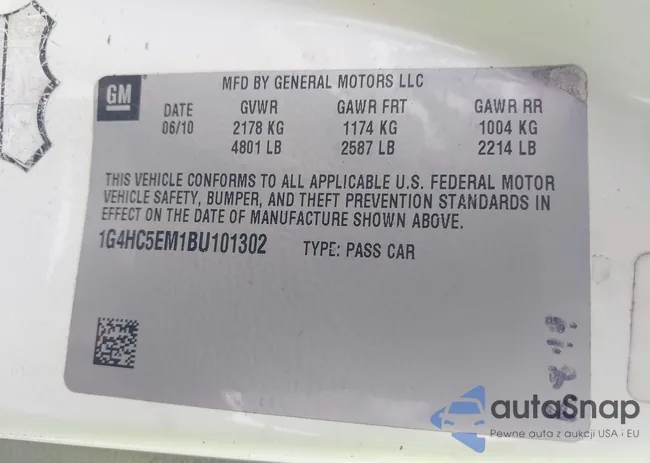 GM
MFD BY GENERAL MOTORS LLC
DATE GVWR GAWR FRT GAWR RR
06/10 2178 KG 1174 KG 1004 KG
4801 LB 2587 LB 2214 LB
THIS VEHICLE CONFORMS TO ALL APPLICABLE U.S. FEDERAL MOTOR
VEHICLE SAFETY, BUMPER, AND THEFT PREVENTION STANDARDS IN
EFFECT ON THE DATE OF MANUFACTURE SHOWN ABOVE.
1G4HC5EM1BU101302 TYPE: PASS CAR
autoSnap
Pewne auta z aukcji USA i EU